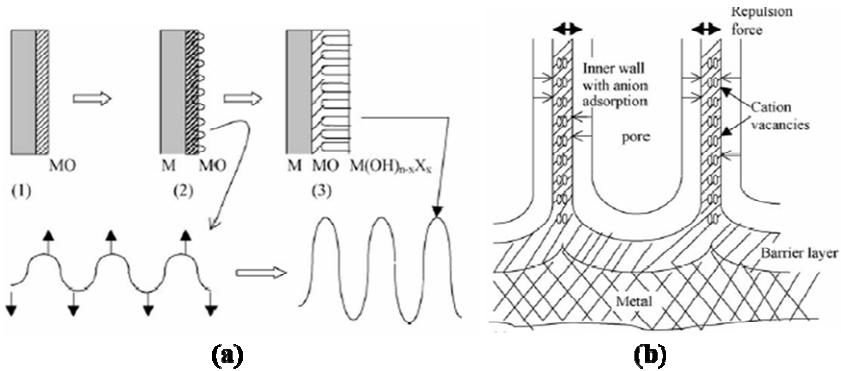 MO
(1)
M MO
(2)
M MO M(OH)n-xXx
(3)
(a)
Repulsion
force
Inner wall
with anion
adsorption
Cation
vacancies
pore
Barrier layer
Metal
(b)